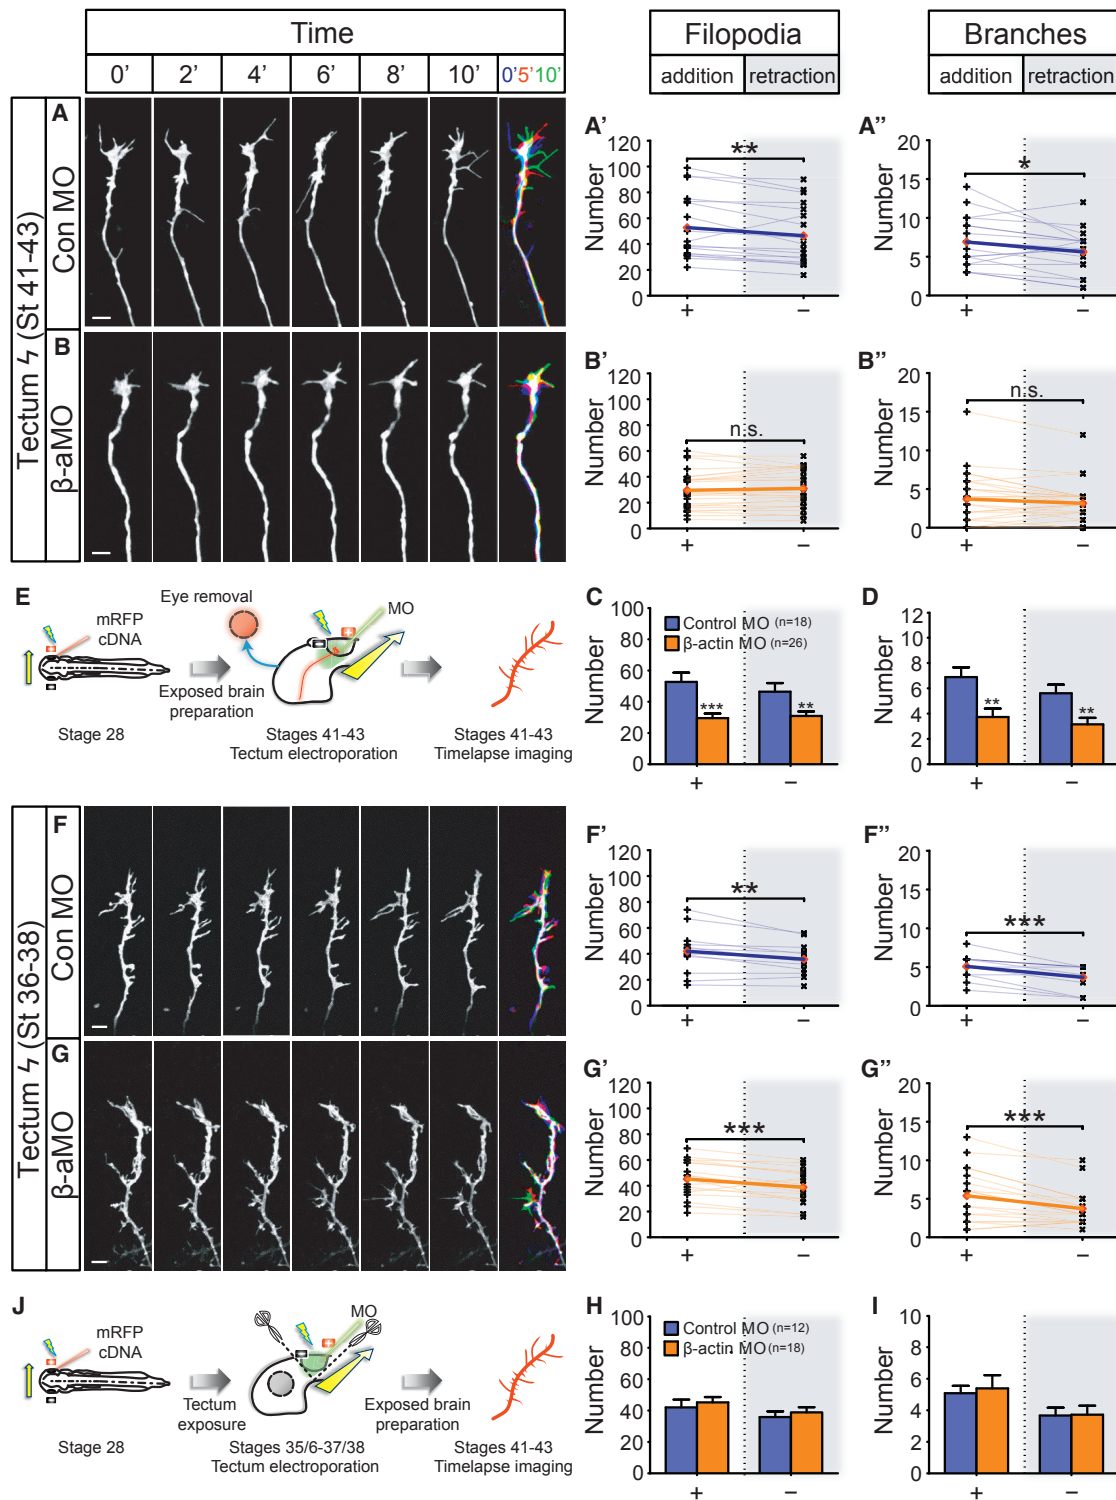 Time
0' 2' 4' 6' 8' 10' 0'5'10'
Filopodia
addition retraction
Branches
addition retraction
Tectum ϟ (St 41-43)
A
Con MO
B
β-aMO
A'
**
Number
120
100
80
60
40
20
0
+ −
A''
*
Number
20
15
10
5
0
+ −
B'
n.s.
Number
120
100
80
60
40
20
0
+ −
B''
n.s.
Number
20
15
10
5
0
+ −
E
mRFP
cDNA
Stage 28
Eye removal
Exposed brain
preparation
MO
Stages 41-43
Tectum electroporation
Stages 41-43
Timelapse imaging
C
Control MO (n=18)
β-actin MO (n=26)
Number
100
80
60
40
20
0
*** **
+ −
D
Number
12
10
8
6
4
2
0
** **
+ −
Tectum ϟ (St 36-38)
F
Con MO
G
β-aMO
F'
**
Number
120
100
80
60
40
20
0
+ −
F''
***
Number
20
15
10
5
0
+ −
G'
***
Number
120
100
80
60
40
20
0
+ −
G''
***
Number
20
15
10
5
0
+ −
J
mRFP
cDNA
Stage 28
Tectum
exposure
MO
Stages 35/6-37/38
Tectum electroporation
Exposed brain
preparation
Stages 41-43
Timelapse imaging
H
Control MO (n=12)
β-actin MO (n=18)
Number
100
80
60
40
20
0
+ −
I
Number
10
8
6
4
2
0
+ −